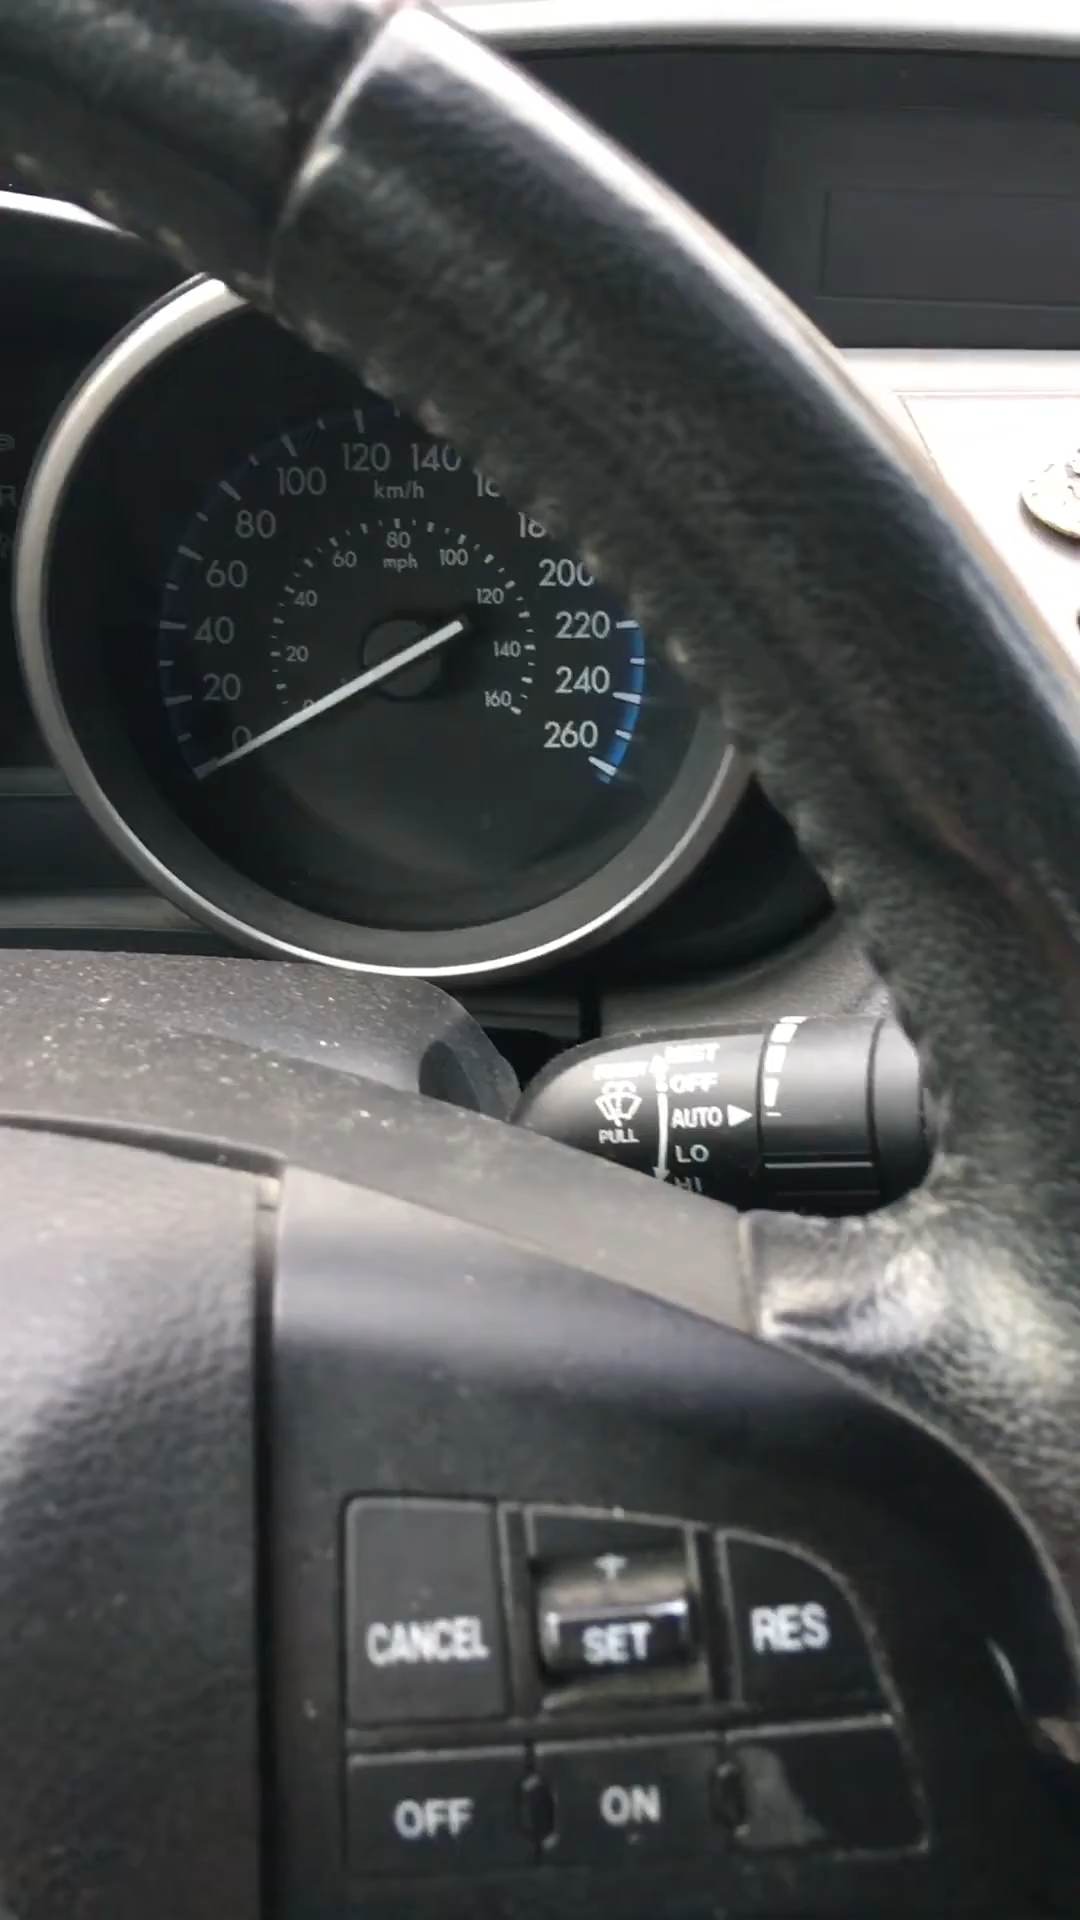 120 140
100 km/h
80
80
60 100
mph
60 200
40 120
40 220
20 140
20 240
160
0 260
MIST
OFF
AUTO
PULL
LO
HI
+
CANCEL SET RES
OFF ON